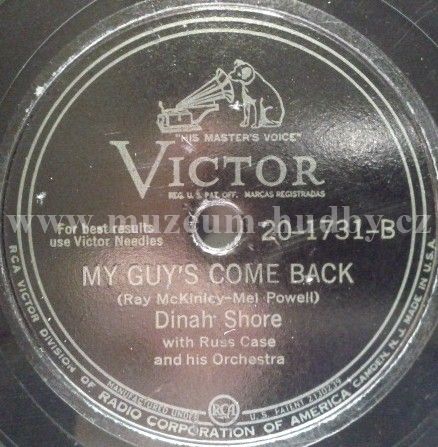 "HIS MASTER'S VOICE"
VICTOR
REG. U. S. PAT. OFF. MARCAS REGISTRADAS
www.muzeum-hudby.cz
For best results
use Victor Needles
20-1731-B
MY GUY'S COME BACK
(Ray McKinley-Mel Powell)
Dinah Shore
with Russ Case
and his Orchestra
MANUFACTURED UNDER RCA U. S. PATENT 2130239
RCA VICTOR DIVISION OF RADIO CORPORATION OF AMERICA CAMDEN, N. J. MADE IN U.S.A.